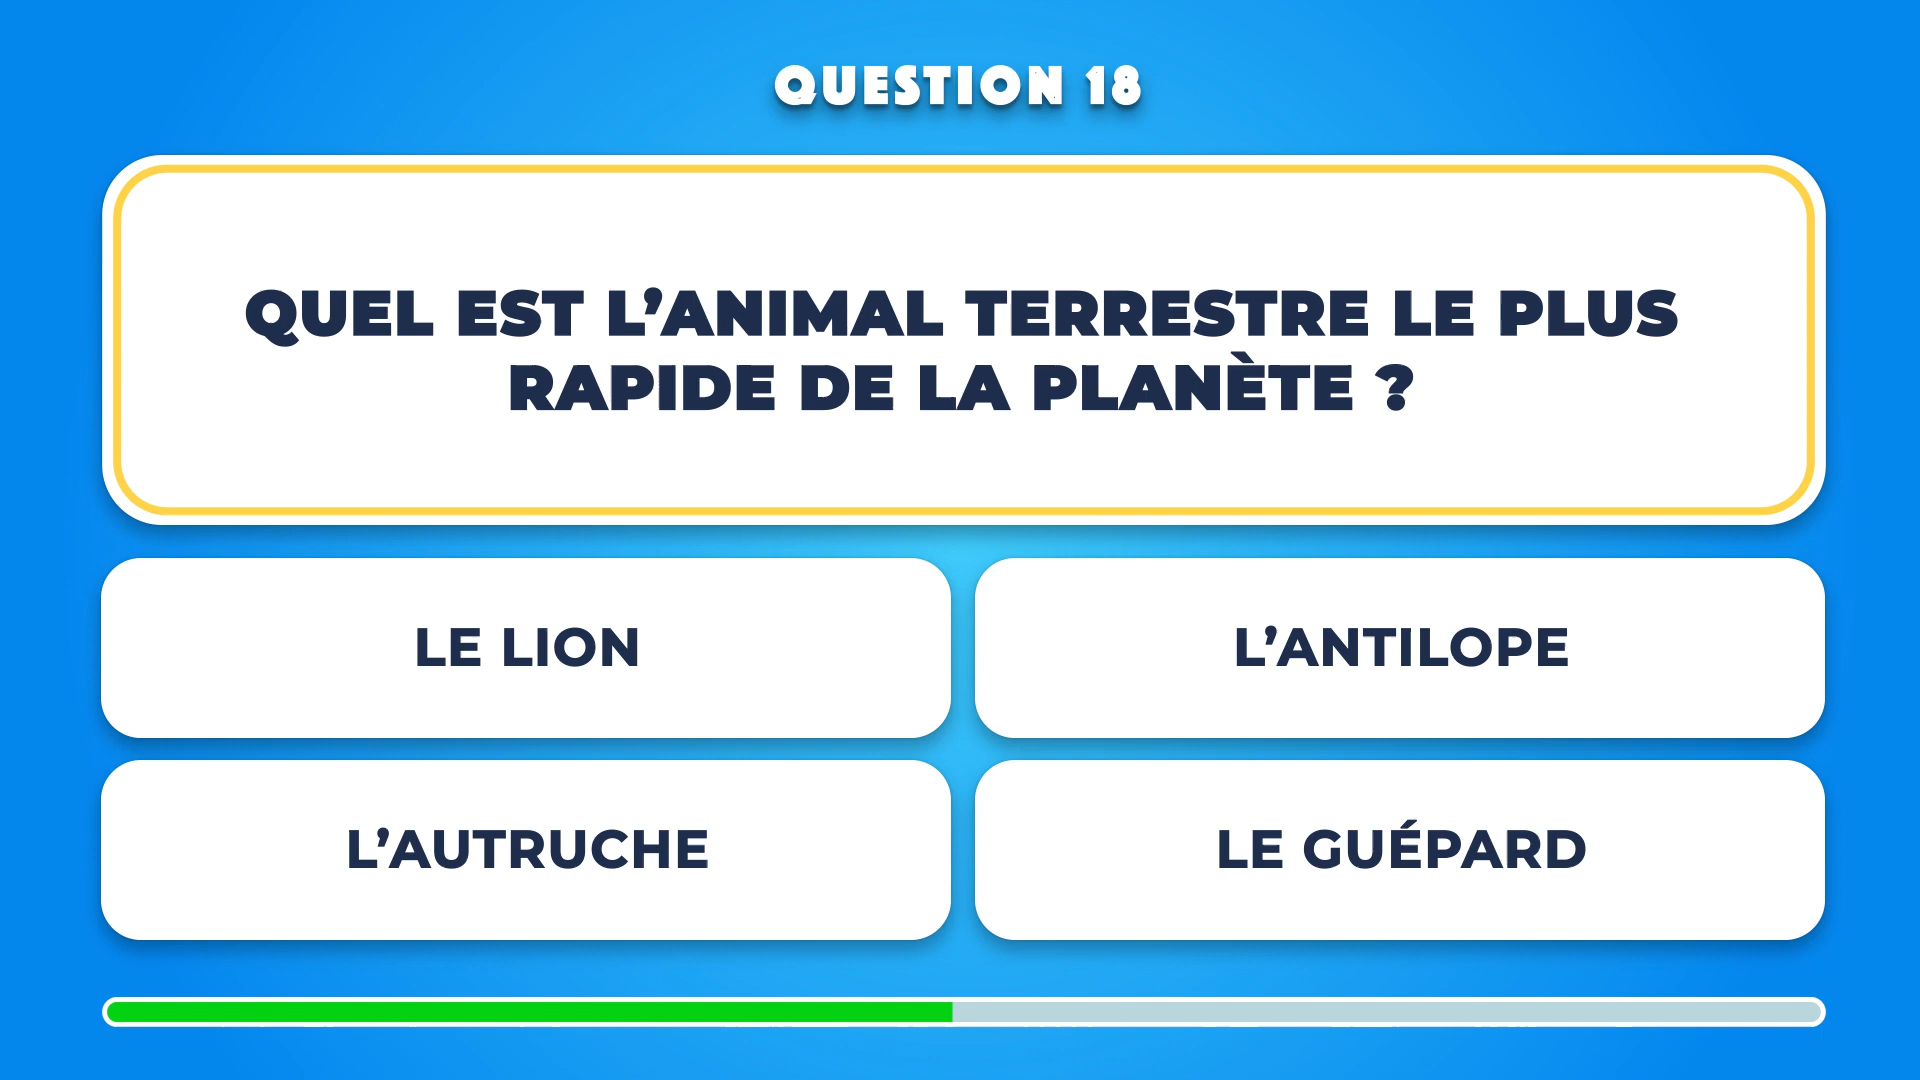 QUESTION 18
QUEL EST L’ANIMAL TERRESTRE LE PLUS
RAPIDE DE LA PLANÈTE ?
LE LION
L’ANTILOPE
L’AUTRUCHE
LE GUÉPARD